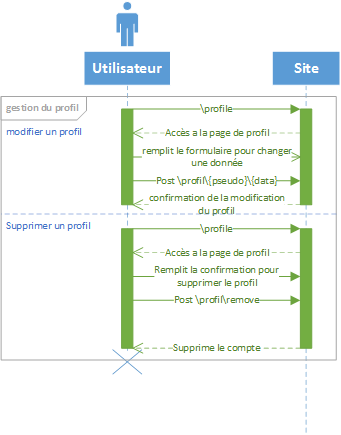 Utilisateur
Site
gestion du profil
modifier un profil
\profile
Accès a la page de profil
remplit le formulaire pour changer
une donnée
Post \profil\{pseudo}\{data}
confirmation de la modification
du profil
Supprimer un profil
\profile
Accès a la page de profil
Remplit la confirmation pour
supprimer le profil
Post \profil\remove
Supprime le compte